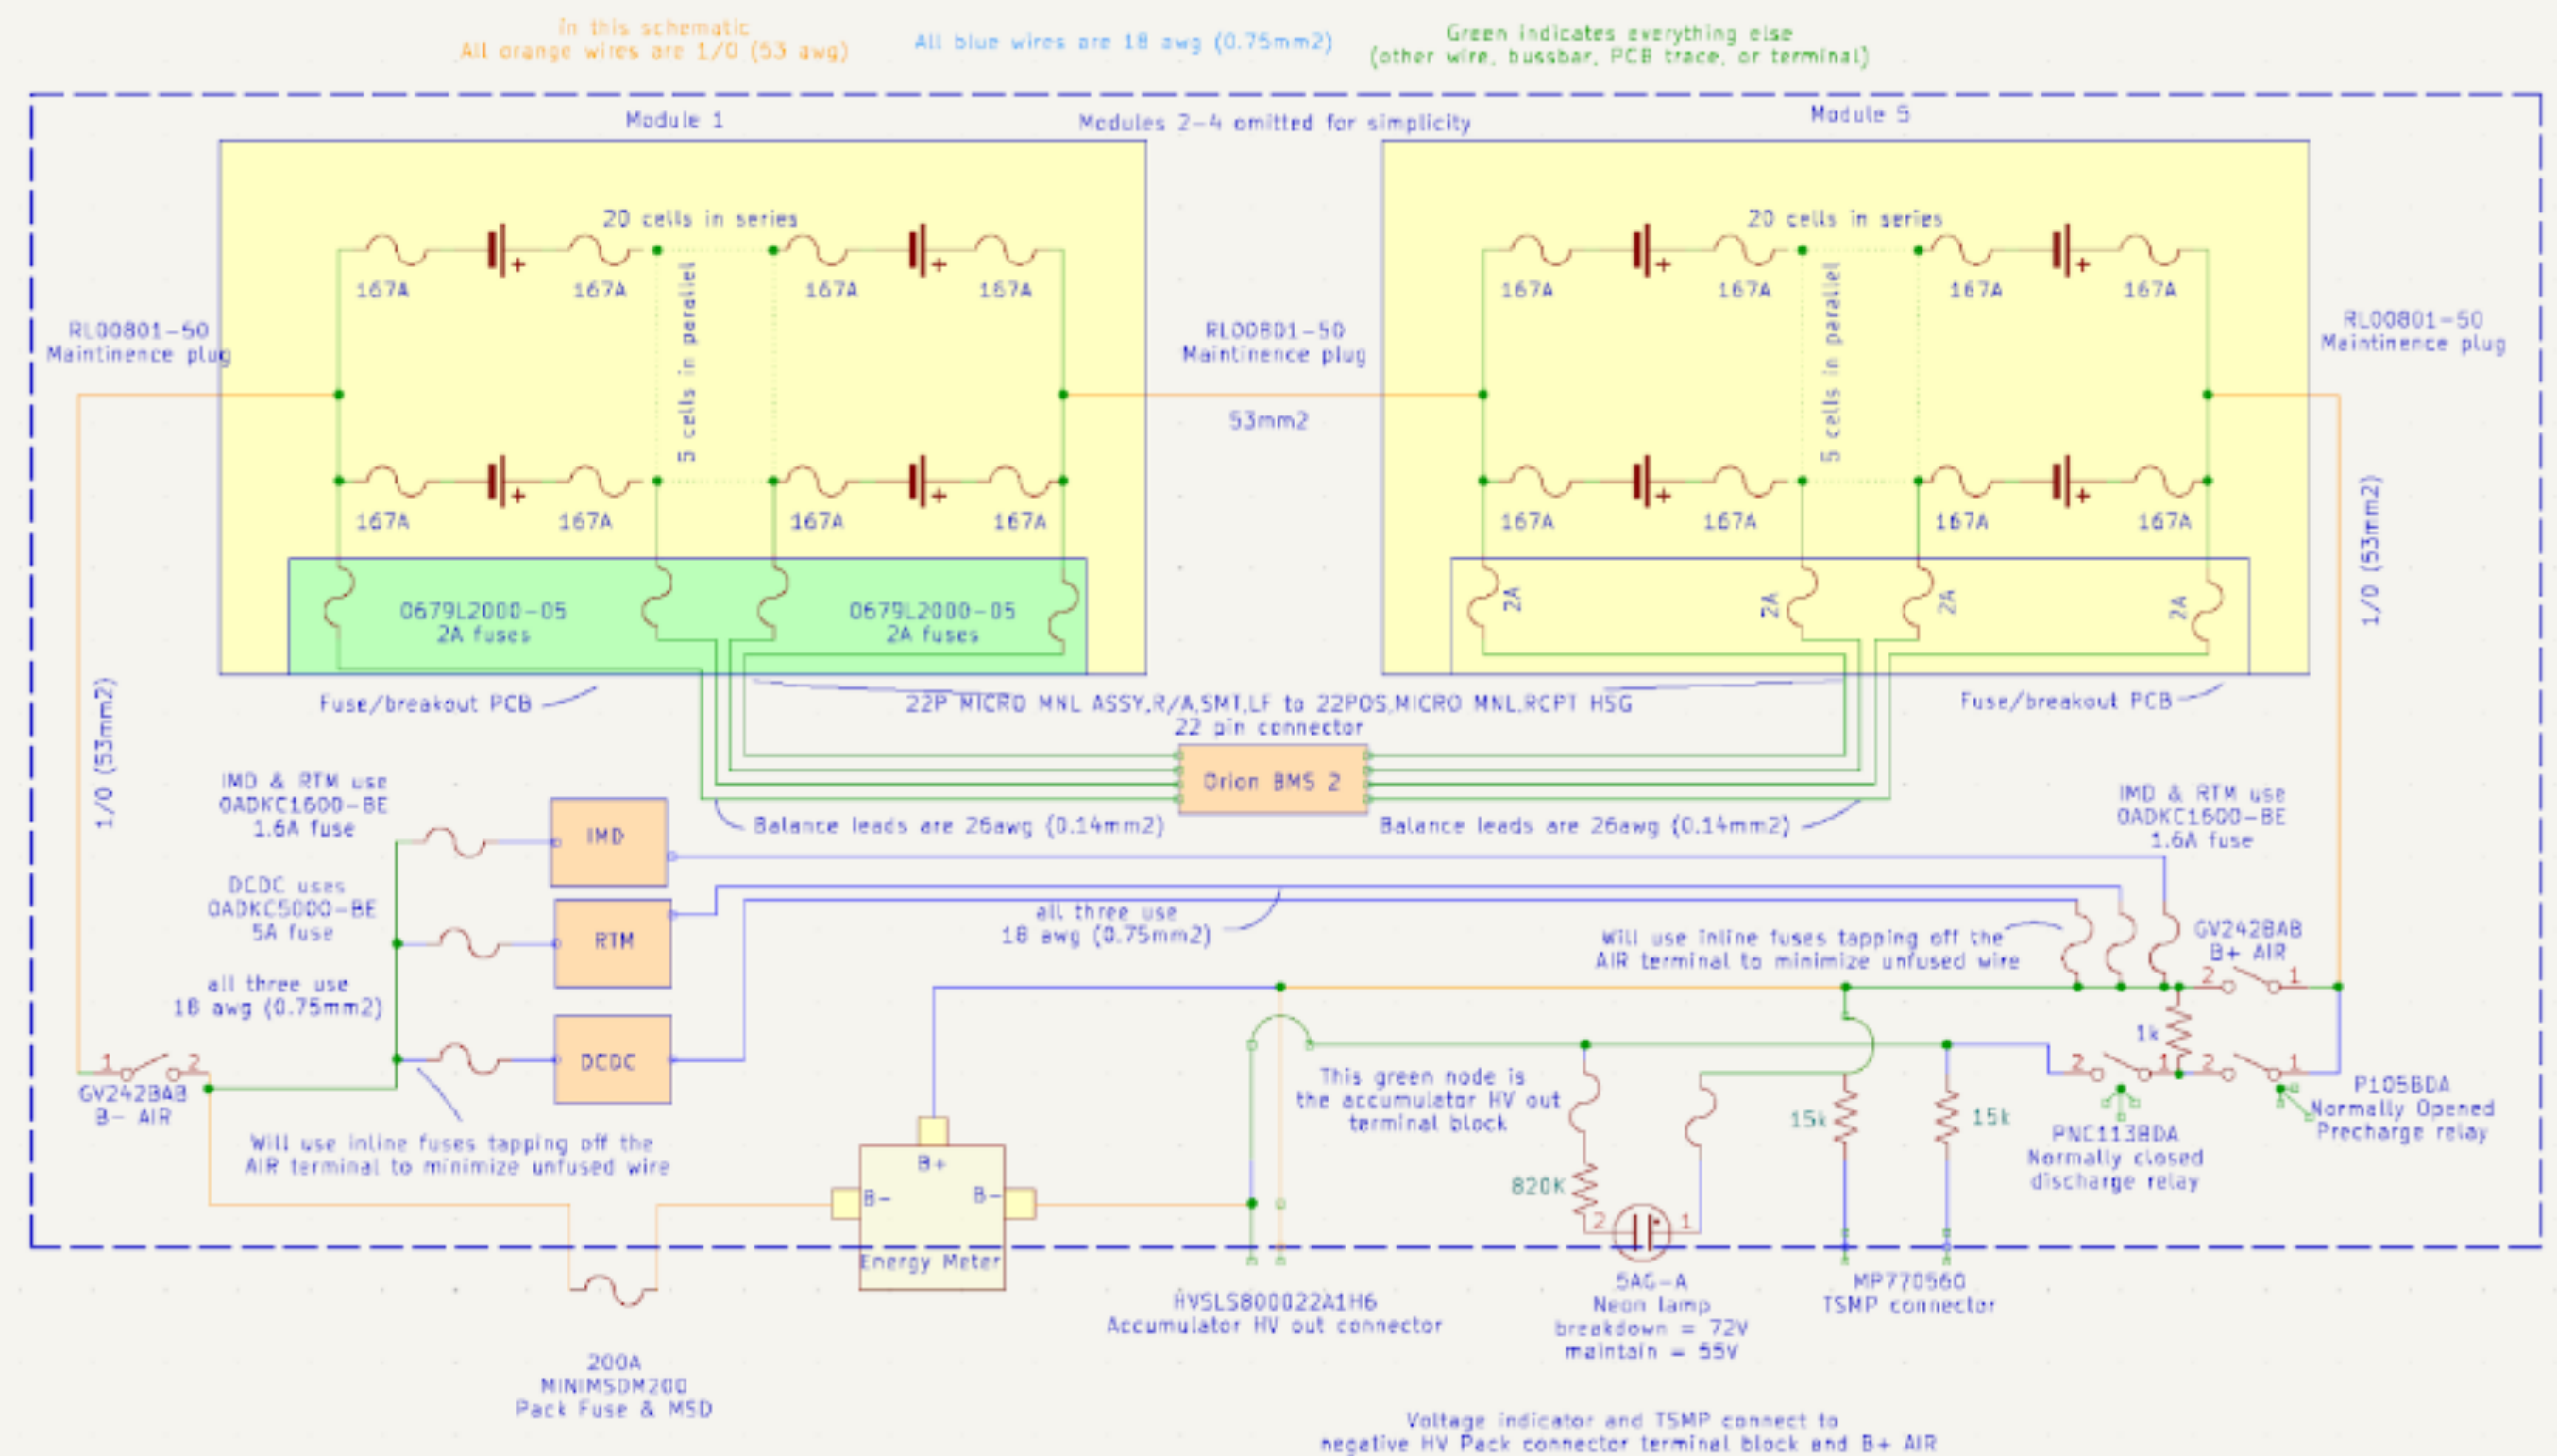 in this schematic
All orange wires are 1/0 (53 awg)
All blue wires are 18 awg (0.75mm2)
Green indicates everything else
(other wire, bussbar, PCB trace, or terminal)
Module 1
Modules 2-4 omitted for simplicity
Module 5
20 cells in series
167A
167A
167A
167A
5 cells in parallel
167A
167A
167A
167A
20 cells in series
167A
167A
167A
167A
5 cells in parallel
167A
167A
167A
167A
RL00801-50
Maintinence plug
RL00801-50
Maintinence plug
53mm2
RL00801-50
Maintinence plug
0679L2000-05
2A fuses
0679L2000-05
2A fuses
2A
2A
2A
2A
1/0 (53mm2)
1/0 (53mm2)
Fuse/breakout PCB
22P MICRO MNL ASSY,R/A,SMT,LF to 22POS,MICRO MNL,RCPT HSG
22 pin connector
Fuse/breakout PCB
Orion BMS 2
Balance leads are 26awg (0.14mm2)
Balance leads are 26awg (0.14mm2)
IMD & RTM use
0ADKC1600-BE
1.6A fuse
IMD
DCDC uses
0ADKC5000-BE
5A fuse
RTM
all three use
18 awg (0.75mm2)
DCDC
1
2
GV242BAB
B- AIR
Will use inline fuses tapping off the
AIR terminal to minimize unfused wire
all three use
18 awg (0.75mm2)
IMD & RTM use
0ADKC1600-BE
1.6A fuse
Will use inline fuses tapping off the
AIR terminal to minimize unfused wire
GV242BAB
B+ AIR
2
1
1k
2
1
2
1
P105BDA
Normally Opened
Precharge relay
PNC113BDA
Normally closed
discharge relay
This green node is
the accumulator HV out
terminal block
15k
15k
820K
2
1
B+
B-
B-
Energy Meter
HVSLS800022A1H6
Accumulator HV out connector
5AG-A
Neon lamp
breakdown = 72V
maintain = 55V
MP770560
TSMP connector
200A
MINIMSDM200
Pack Fuse & MSD
Voltage indicator and TSMP connect to
negative HV Pack connector terminal block and B+ AIR